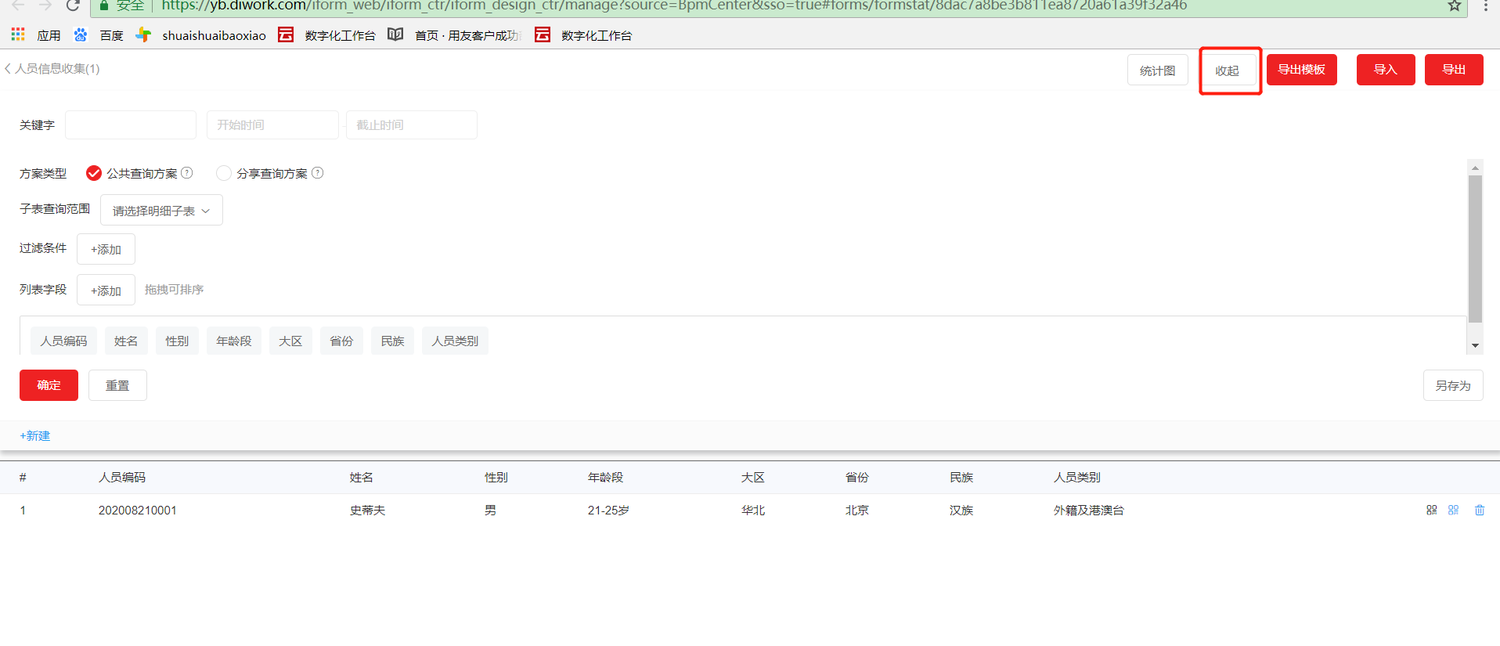 安全 https://yb.diwork.com/iform_web/iform_ctr/iform_design_ctr/manage?source=BpmCenter&sso=true#forms/formstat/8dac7a8be3b811ea8720a61a39f32a46
应用 百度 shuaishuaibaoxiao 数字化工作台 首页 · 用友客户成功 数字化工作台
人员信息收集(1) 统计图 收起 导出模板 导入 导出
关键字 开始时间 截止时间
方案类型 公共查询方案 ? 分享查询方案 ?
子表查询范围 请选择明细子表
过滤条件 +添加
列表字段 +添加 拖拽可排序
人员编码 姓名 性别 年龄段 大区 省份 民族 人员类别
确定 重置 另存为
+新建
# 人员编码 姓名 性别 年龄段 大区 省份 民族 人员类别
1 202008210001 史蒂夫 男 21-25岁 华北 北京 汉族 外籍及港澳台